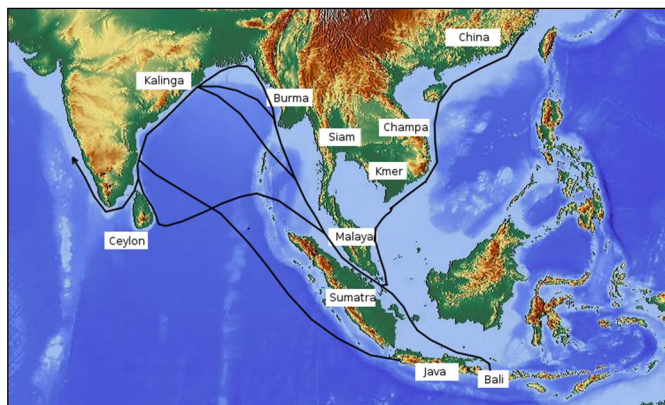 China
Kalinga
Burma
Siam
Champa
Kmer
Ceylon
Malaya
Sumatra
Java
Bali